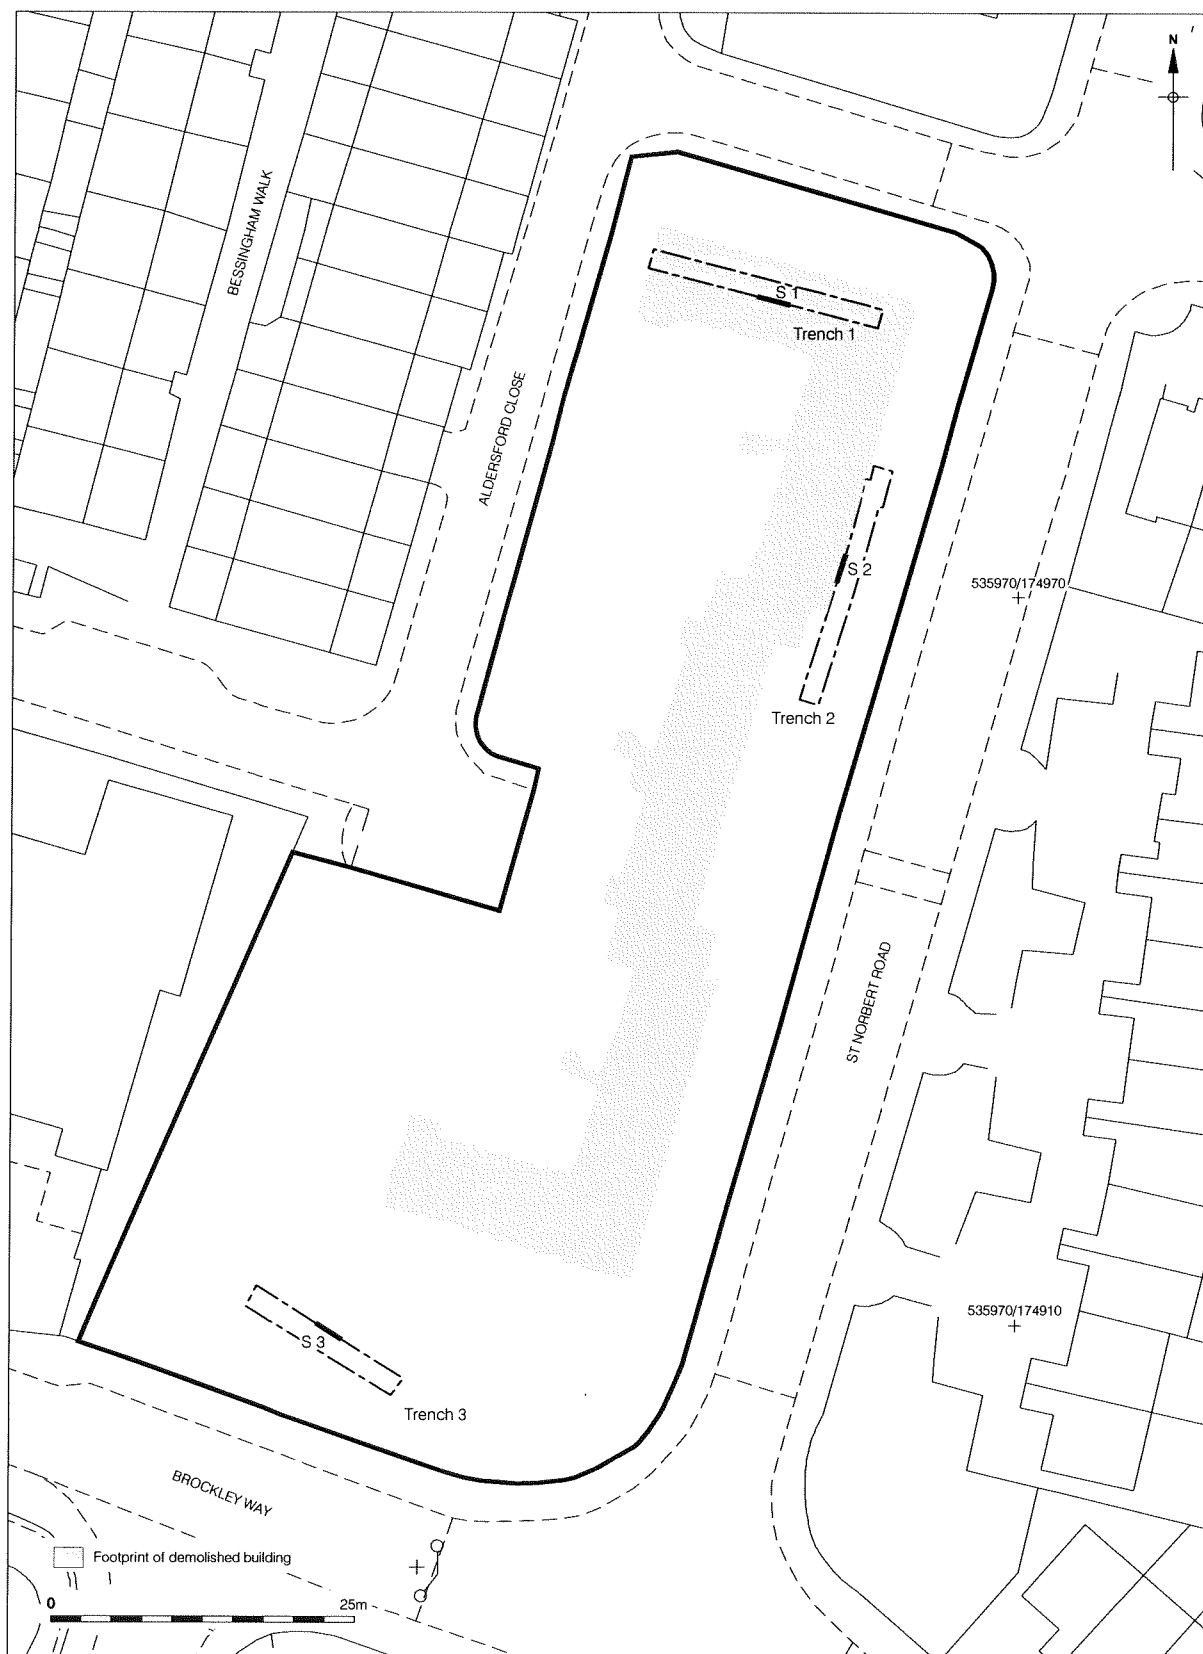 N
BESSINGHAM WALK
S 1
Trench 1
ALDERSFORD CLOSE
S 2
535970/174970
Trench 2
ST NORBERT ROAD
535970/174910
S 3
Trench 3
BROCKLEY WAY
Footprint of demolished building
0 25m